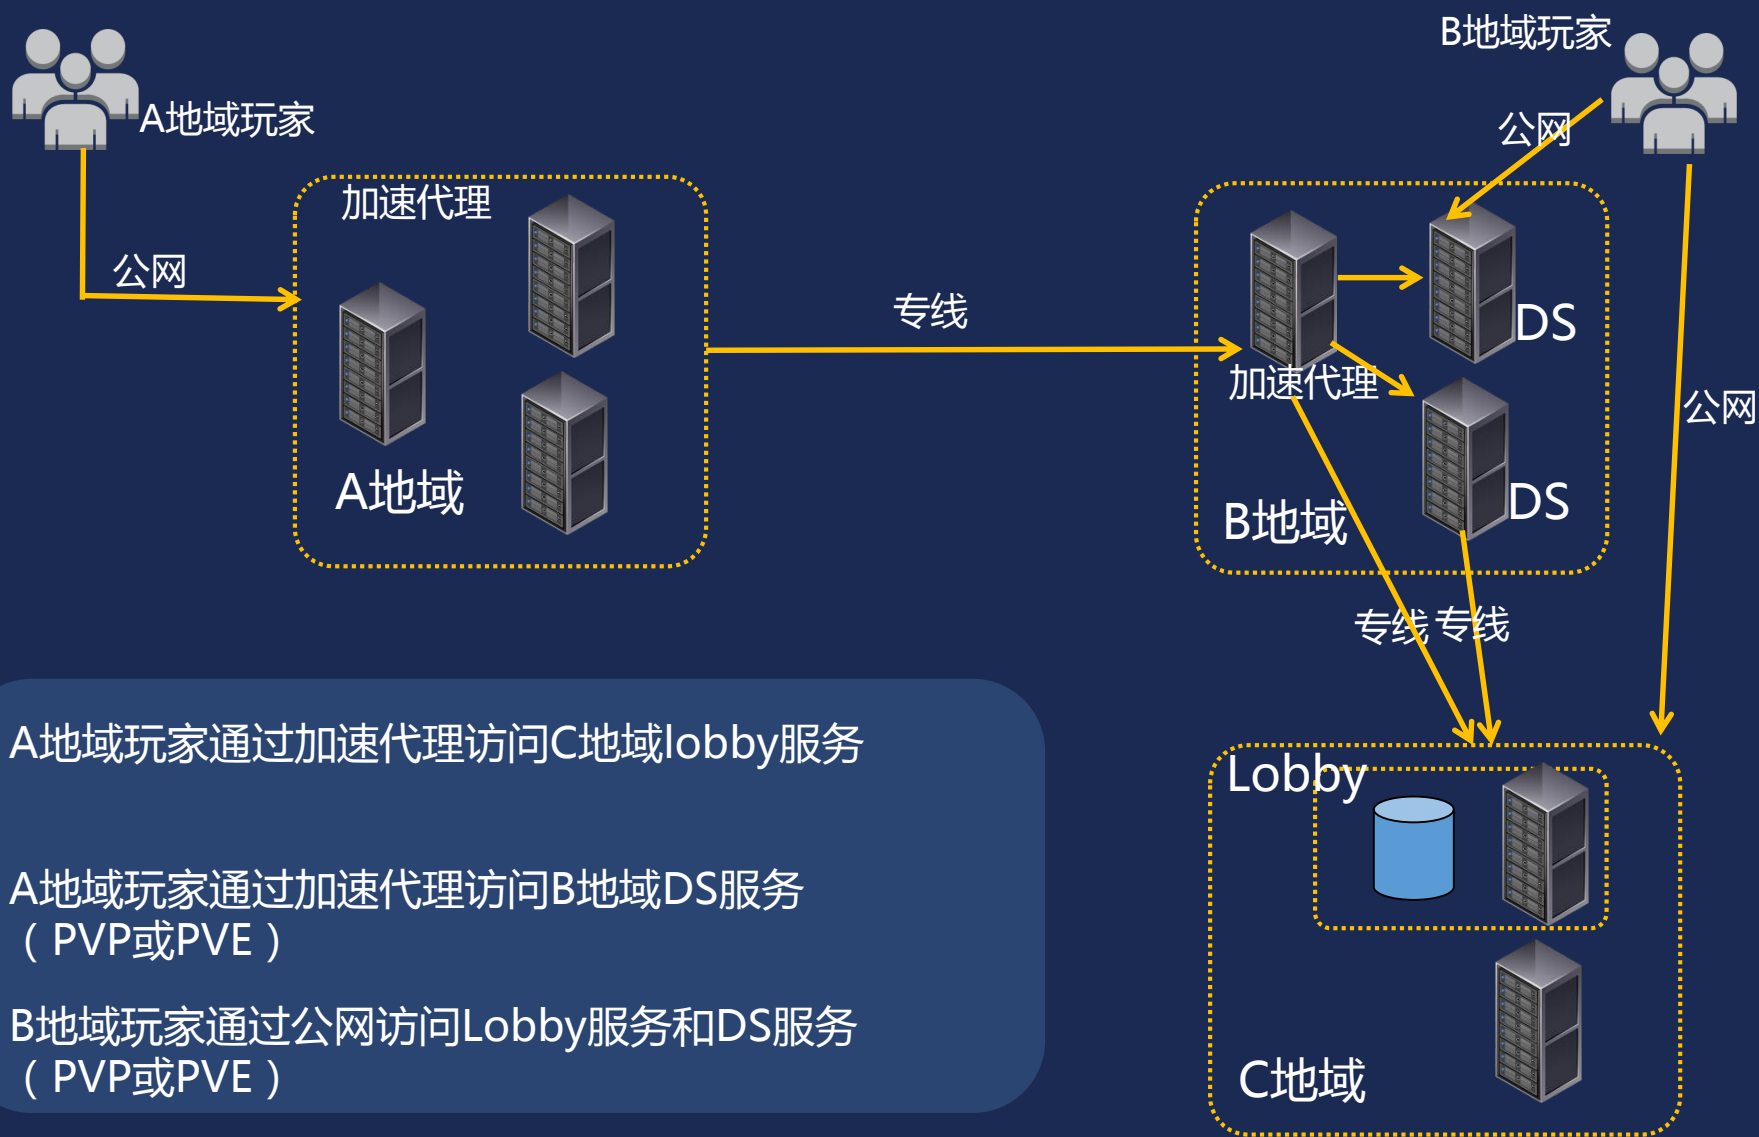 B地域玩家
A地域玩家
公网
加速代理
公网
专线
DS
加速代理
公网
A地域
DS
B地域
专线
专线
A地域玩家通过加速代理访问C地域lobby服务
Lobby
A地域玩家通过加速代理访问B地域DS服务
（PVP或PVE）
B地域玩家通过公网访问Lobby服务和DS服务
（PVP或PVE）
C地域